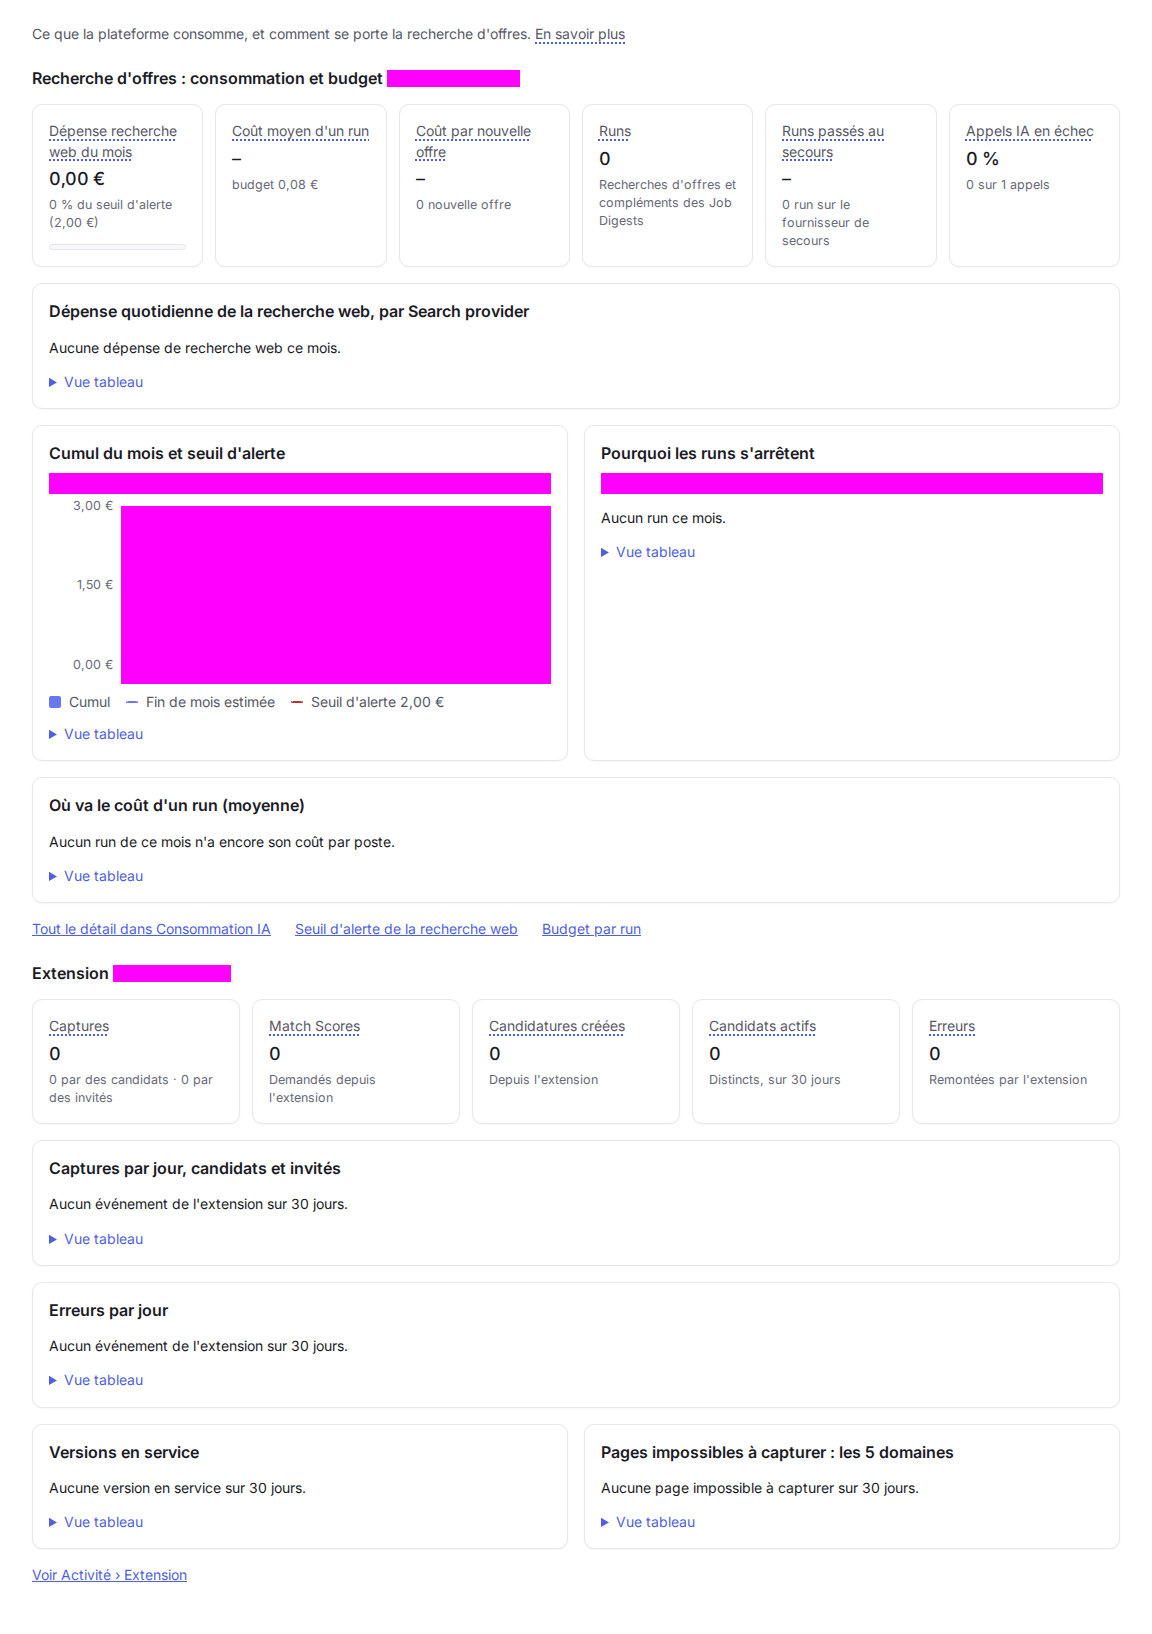 Ce que la plateforme consomme, et comment se porte la recherche d'offres. En savoir plus
Recherche d'offres : consommation et budget
Dépense recherche web du mois
0,00 €
0 % du seuil d'alerte (2,00 €)
Coût moyen d'un run
–
budget 0,08 €
Coût par nouvelle offre
–
0 nouvelle offre
Runs
0
Recherches d'offres et compléments des Job Digests
Runs passés au secours
–
0 run sur le fournisseur de secours
Appels IA en échec
0 %
0 sur 1 appels
Dépense quotidienne de la recherche web, par Search provider
Aucune dépense de recherche web ce mois.
Vue tableau
Cumul du mois et seuil d'alerte
3,00 €
1,50 €
0,00 €
Cumul
Fin de mois estimée
Seuil d'alerte 2,00 €
Vue tableau
Pourquoi les runs s'arrêtent
Aucun run ce mois.
Vue tableau
Où va le coût d'un run (moyenne)
Aucun run de ce mois n'a encore son coût par poste.
Vue tableau
Tout le détail dans Consommation IA
Seuil d'alerte de la recherche web
Budget par run
Extension
Captures
0
0 par des candidats · 0 par des invités
Match Scores
0
Demandés depuis l'extension
Candidatures créées
0
Depuis l'extension
Candidats actifs
0
Distincts, sur 30 jours
Erreurs
0
Remontées par l'extension
Captures par jour, candidats et invités
Aucun événement de l'extension sur 30 jours.
Vue tableau
Erreurs par jour
Aucun événement de l'extension sur 30 jours.
Vue tableau
Versions en service
Aucune version en service sur 30 jours.
Vue tableau
Pages impossibles à capturer : les 5 domaines
Aucune page impossible à capturer sur 30 jours.
Vue tableau
Voir Activité › Extension